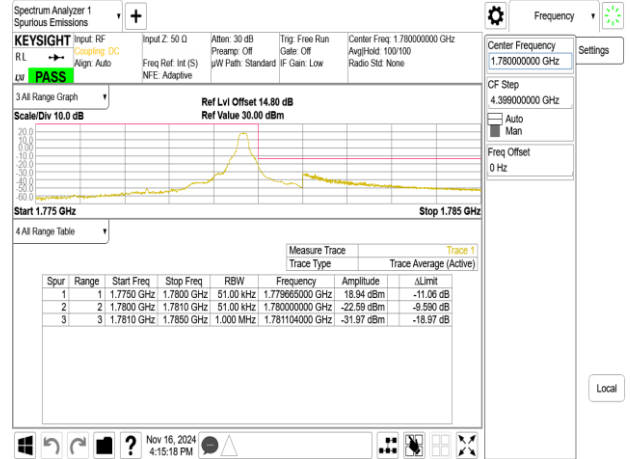 Spectrum Analyzer 1
Spurious Emissions
Frequency
KEYSIGHT
RL
LW
PASS
Input: RF
Coupling: DC
Align: Auto
Input Z: 50 Ω
Freq Ref: Int (S)
NFE: Adaptive
Atten: 30 dB
Preamp: Off
µW Path: Standard
Trig: Free Run
Gate: Off
IF Gain: Low
Center Freq: 1.780000000 GHz
Avg|Hold: 100/100
Radio Std: None
Center Frequency
1.780000000 GHz
Settings
CF Step
4.399000000 GHz
Auto
Man
Freq Offset
0 Hz
3 All Range Graph
Scale/Div 10.0 dB
Ref Lvl Offset 14.80 dB
Ref Value 30.00 dBm
20.0
10.0
0.00
-10.0
-20.0
-30.0
-40.0
-50.0
-60.0
Start 1.775 GHz
Stop 1.785 GHz
4 All Range Table
Measure Trace Trace 1
Trace Type Trace Average (Active)
Spur Range Start Freq Stop Freq RBW Frequency Amplitude ΔLimit
1 1 1.7750 GHz 1.7800 GHz 51.00 kHz 1.779665000 GHz 18.94 dBm -11.06 dB
2 2 1.7800 GHz 1.7810 GHz 51.00 kHz 1.780000000 GHz -22.59 dBm -9.590 dB
3 3 1.7810 GHz 1.7850 GHz 1.000 MHz 1.781104000 GHz -31.97 dBm -18.97 dB
Local
?
Nov 16, 2024
4:15:18 PM